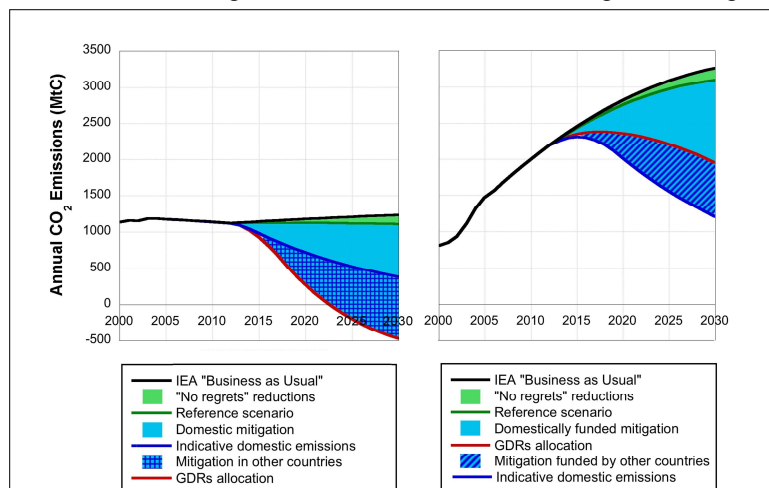 Annual CO2 Emissions (MtC)
3500
3000
2500
2000
1500
1000
500
0
-500
2000 2005 2010 2015 2020 2025 2030
2000 2005 2010 2015 2020 2025 2030
IEA "Business as Usual"
"No regrets" reductions
Reference scenario
Domestic mitigation
Indicative domestic emissions
Mitigation in other countries
GDRs allocation
IEA "Business as Usual"
"No regrets" reductions
Reference scenario
Domestically funded mitigation
GDRs allocation
Mitigation funded by other countries
Indicative domestic emissions